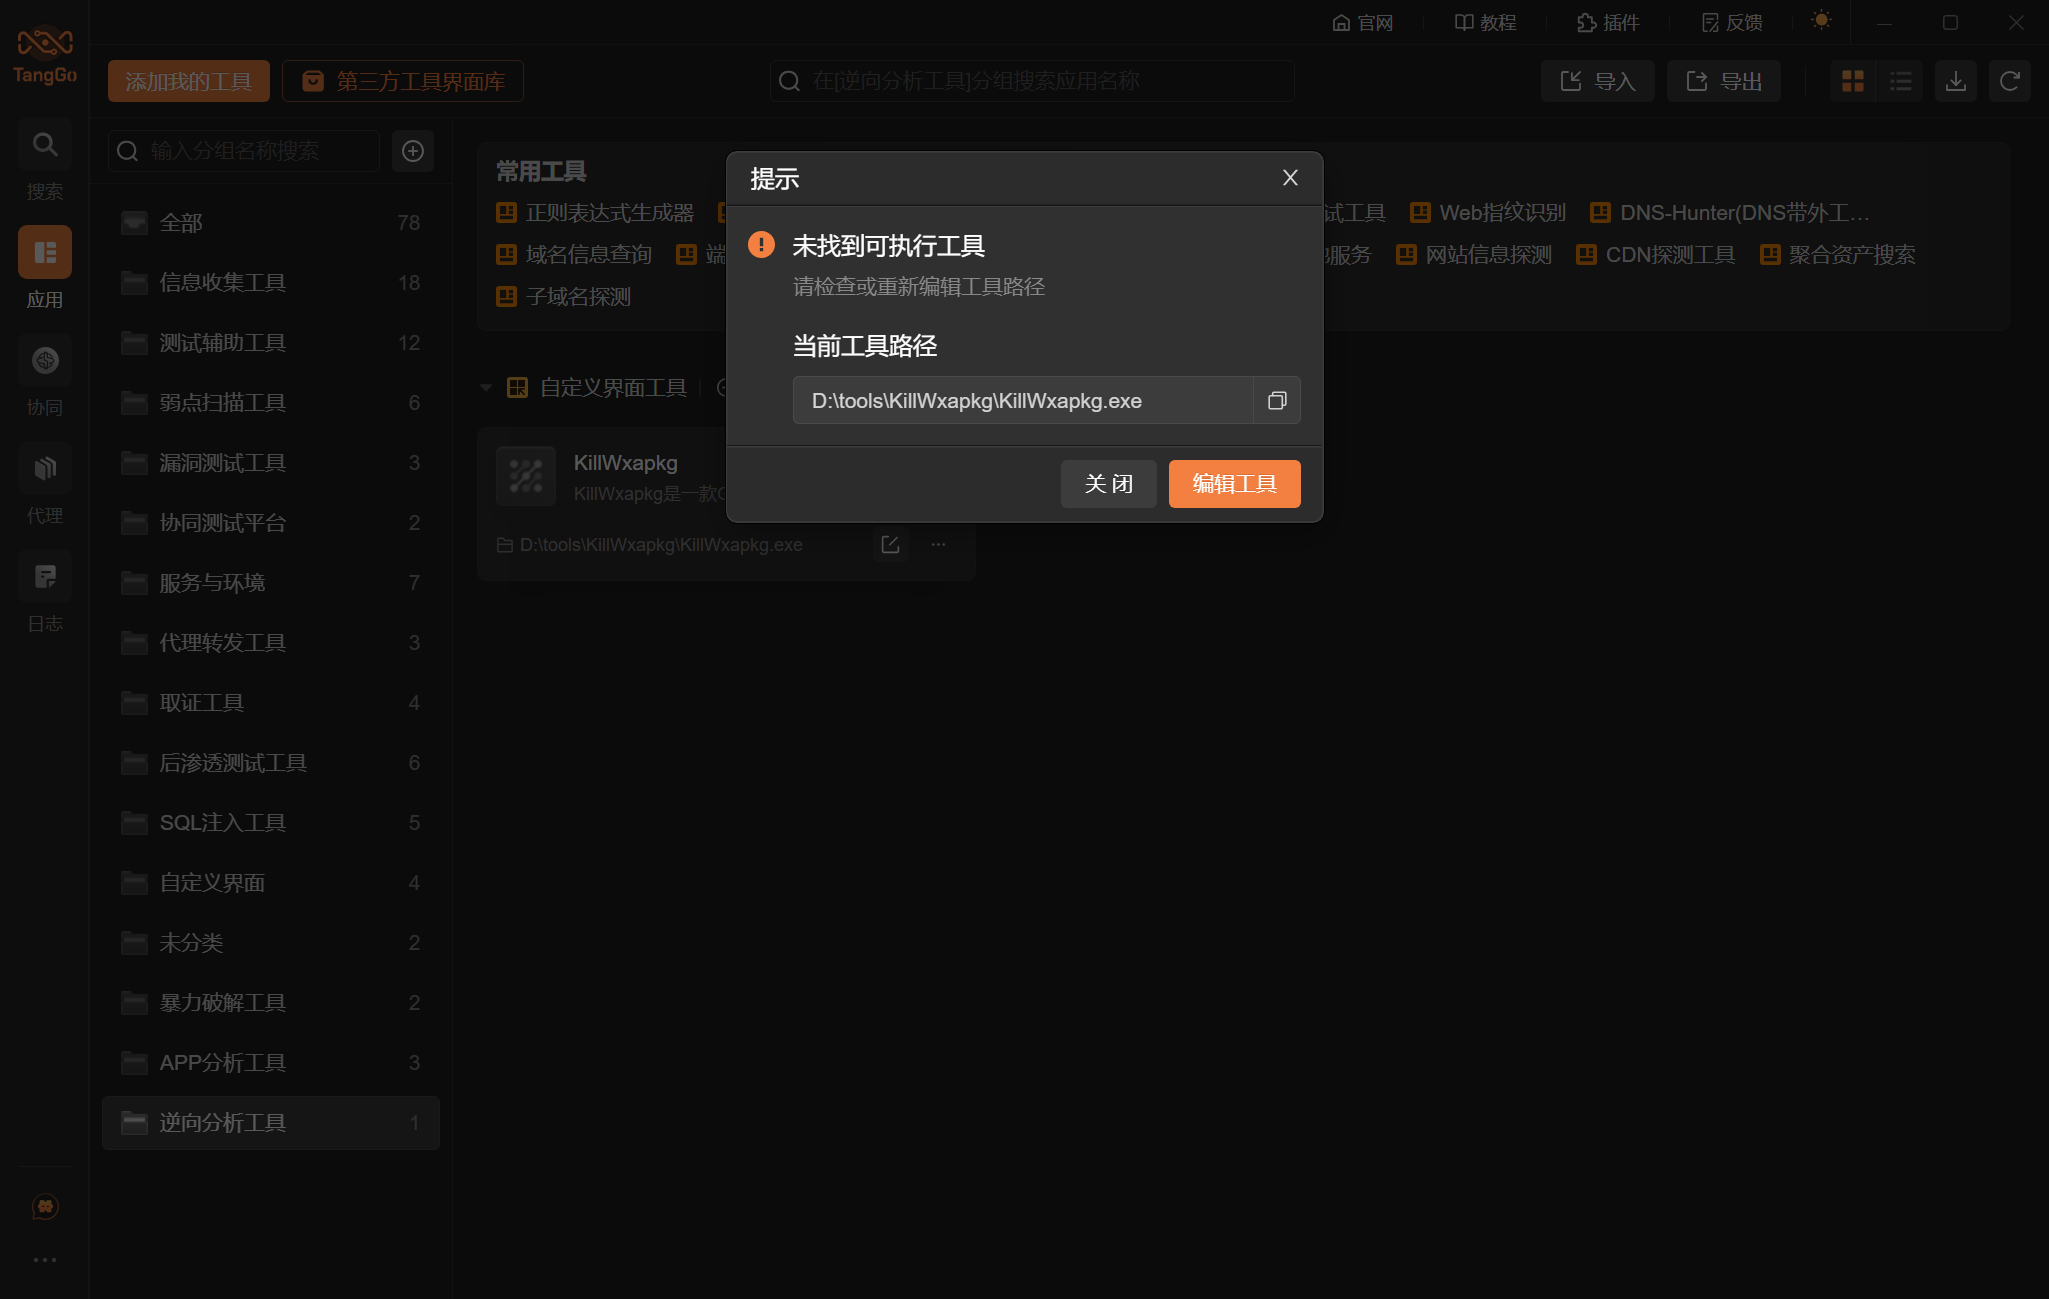 官网
教程
插件
反馈
TangGo
添加我的工具
第三方工具界面库
在[逆向分析工具]分组搜索应用名称
导入
导出
搜索
应用
协同
代理
日志
输入分组名称搜索
全部 78
信息收集工具 18
测试辅助工具 12
弱点扫描工具 6
漏洞测试工具 3
协同测试平台 2
服务与环境 7
代理转发工具 3
取证工具 4
后渗透测试工具 6
SQL注入工具 5
自定义界面 4
未分类 2
暴力破解工具 2
APP分析工具 3
逆向分析工具 1
常用工具
正则表达式生成器
试工具
Web指纹识别
DNS-Hunter(DNS带外工...
域名信息查询
端
服务
网站信息探测
CDN探测工具
聚合资产搜索
子域名探测
自定义界面工具
KillWxapkg
KillWxapkg是一款
D:\tools\KillWxapkg\KillWxapkg.exe
提示
未找到可执行工具
请检查或重新编辑工具路径
当前工具路径
D:\tools\KillWxapkg\KillWxapkg.exe
关 闭
编辑工具